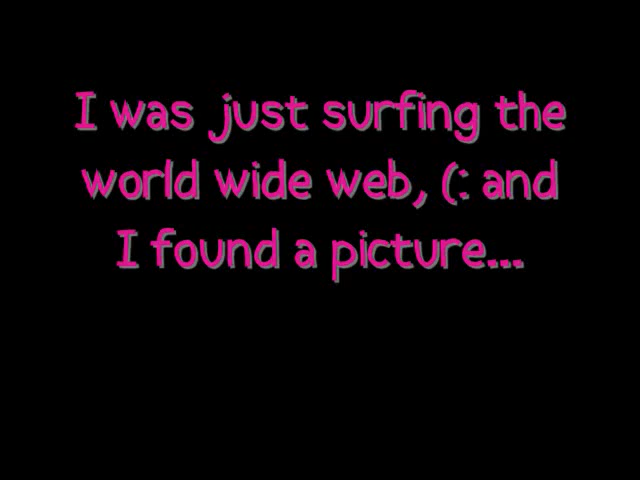 I was just surfing the
world wide web, (: and
I found a picture...